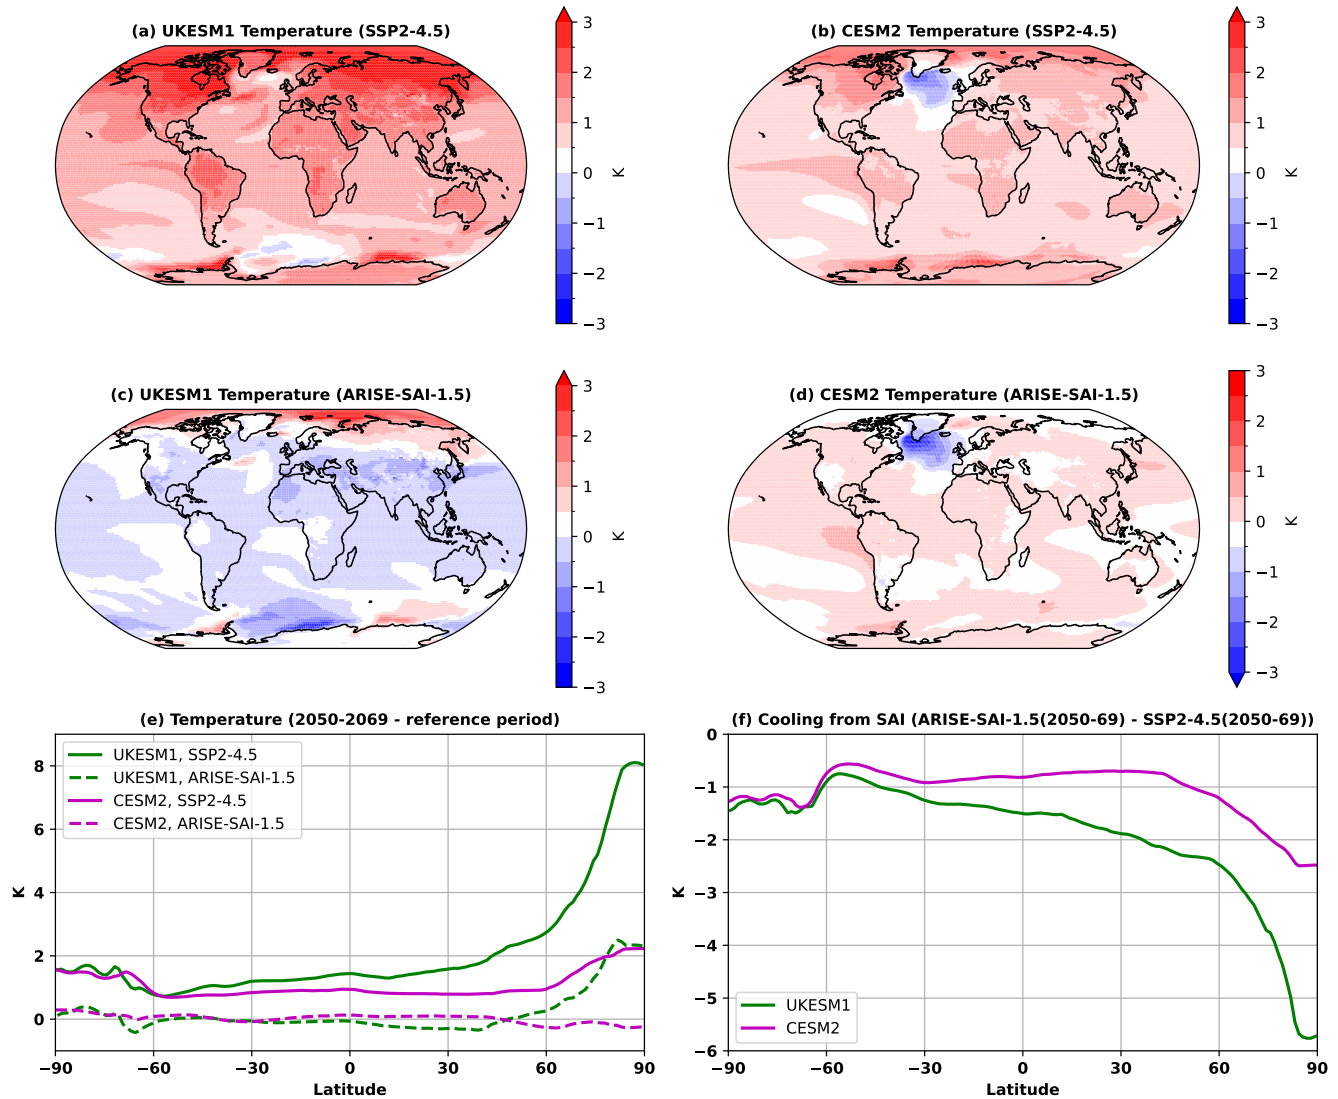 (a) UKESM1 Temperature (SSP2-4.5)
3
2
1
0
−1
−2
−3
K
(b) CESM2 Temperature (SSP2-4.5)
3
2
1
0
−1
−2
−3
K
(c) UKESM1 Temperature (ARISE-SAI-1.5)
3
2
1
0
−1
−2
−3
K
(d) CESM2 Temperature (ARISE-SAI-1.5)
3
2
1
0
−1
−2
−3
K
(e) Temperature (2050-2069 - reference period)
UKESM1, SSP2-4.5
UKESM1, ARISE-SAI-1.5
CESM2, SSP2-4.5
CESM2, ARISE-SAI-1.5
8
6
4
2
0
K
−90
−60
−30
0
30
60
90
Latitude
(f) Cooling from SAI (ARISE-SAI-1.5(2050-69) - SSP2-4.5(2050-69))
0
−1
−2
−3
−4
−5
−6
K
UKESM1
CESM2
−90
−60
−30
0
30
60
90
Latitude